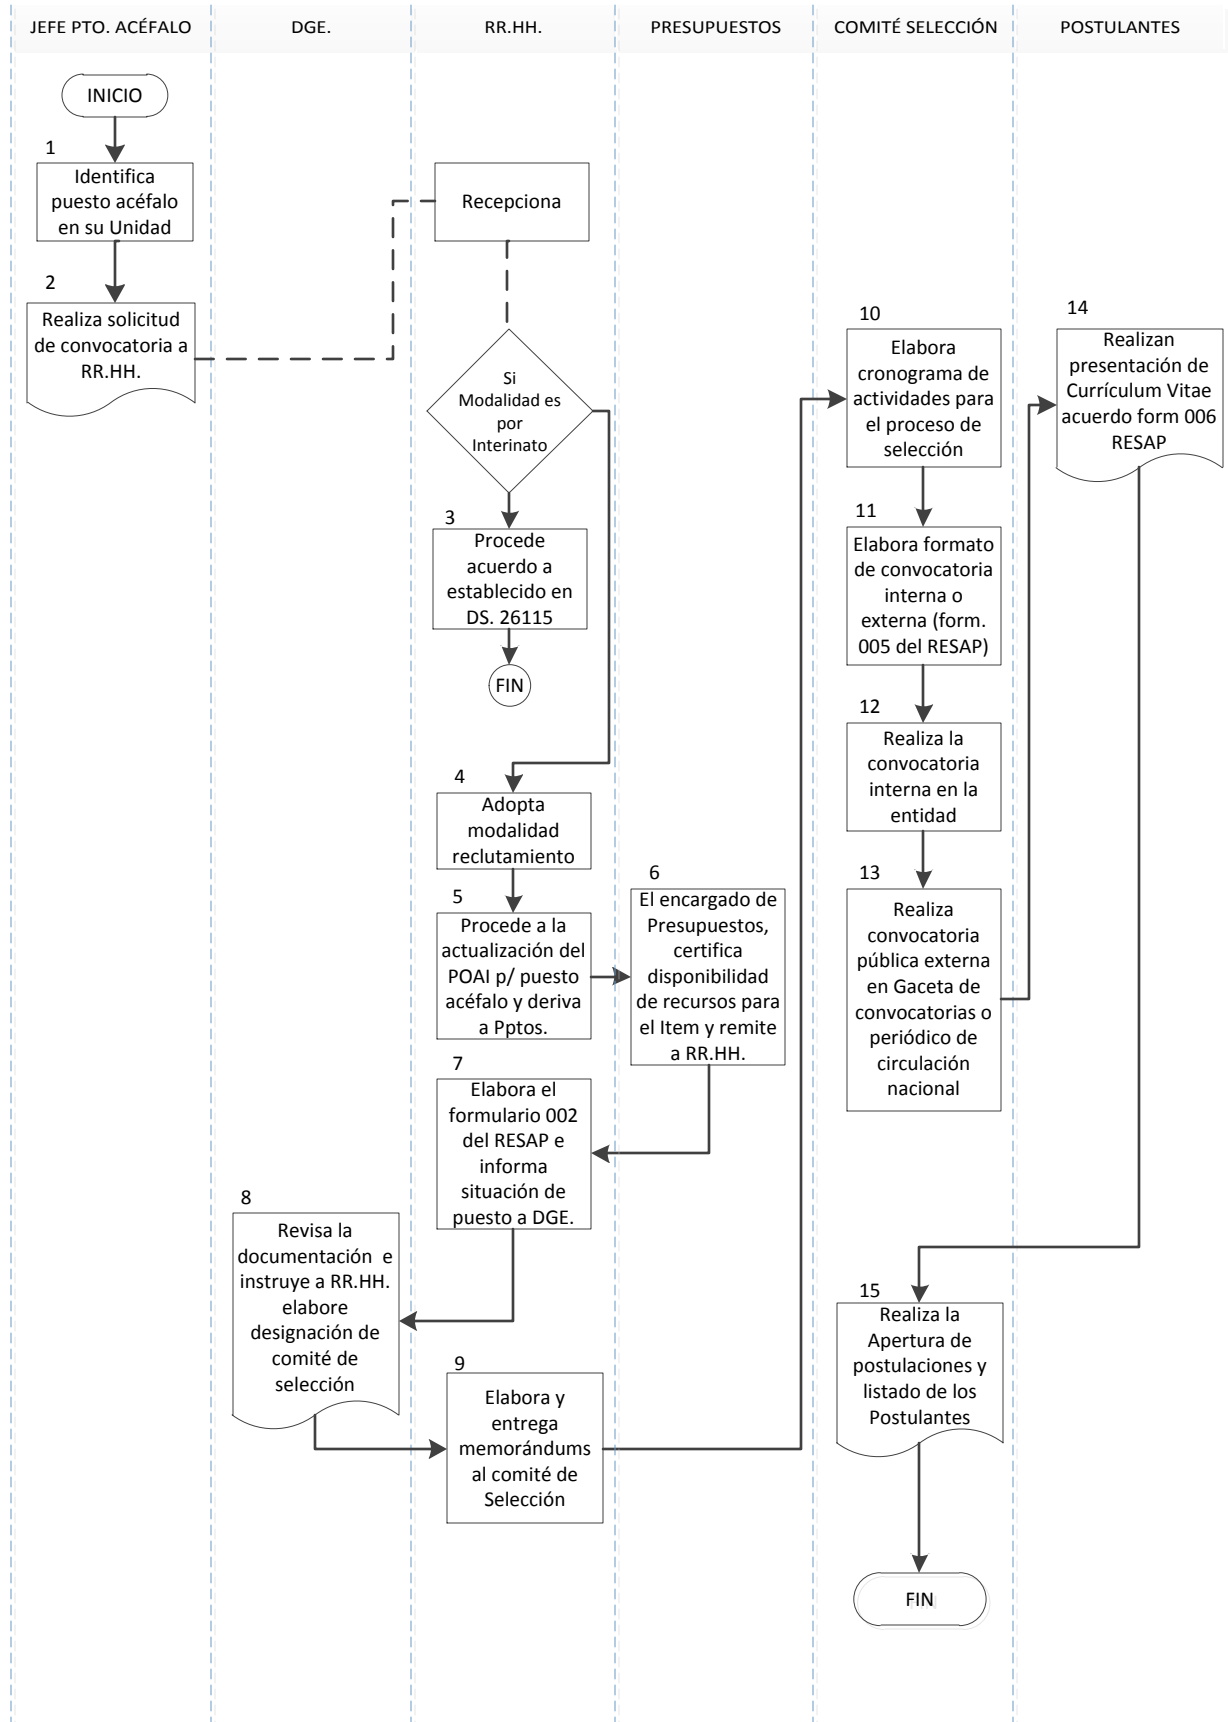 JEFE PTO. ACÉFALO
DGE.
RR.HH.
PRESUPUESTOS
COMITÉ SELECCIÓN
POSTULANTES
INICIO
1
Identifica
puesto acéfalo
en su Unidad
2
Realiza solicitud
de convocatoria a
RR.HH.
Recepciona
Si
Modalidad es
por
Interinato
3
Procede
acuerdo a
establecido en
DS. 26115
FIN
4
Adopta
modalidad
reclutamiento
5
Procede a la
actualización del
POAI p/ puesto
acéfalo y deriva
a Pptos.
6
El encargado de
Presupuestos,
certifica
disponibilidad
de recursos para
el Item y remite
a RR.HH.
7
Elabora el
formulario 002
del RESAP e
informa
situación de
puesto a DGE.
8
Revisa la
documentación e
instruye a RR.HH.
elabore
designación de
comité de
selección
9
Elabora y
entrega
memorándums
al comité de
Selección
10
Elabora
cronograma de
actividades para
el proceso de
selección
11
Elabora formato
de convocatoria
interna o
externa (form.
005 del RESAP)
12
Realiza la
convocatoria
interna en la
entidad
13
Realiza
convocatoria
pública externa
en Gaceta de
convocatorias o
periódico de
circulación
nacional
14
Realizan
presentación de
Currículum Vitae
acuerdo form 006
RESAP
15
Realiza la
Apertura de
postulaciones y
listado de los
Postulantes
FIN